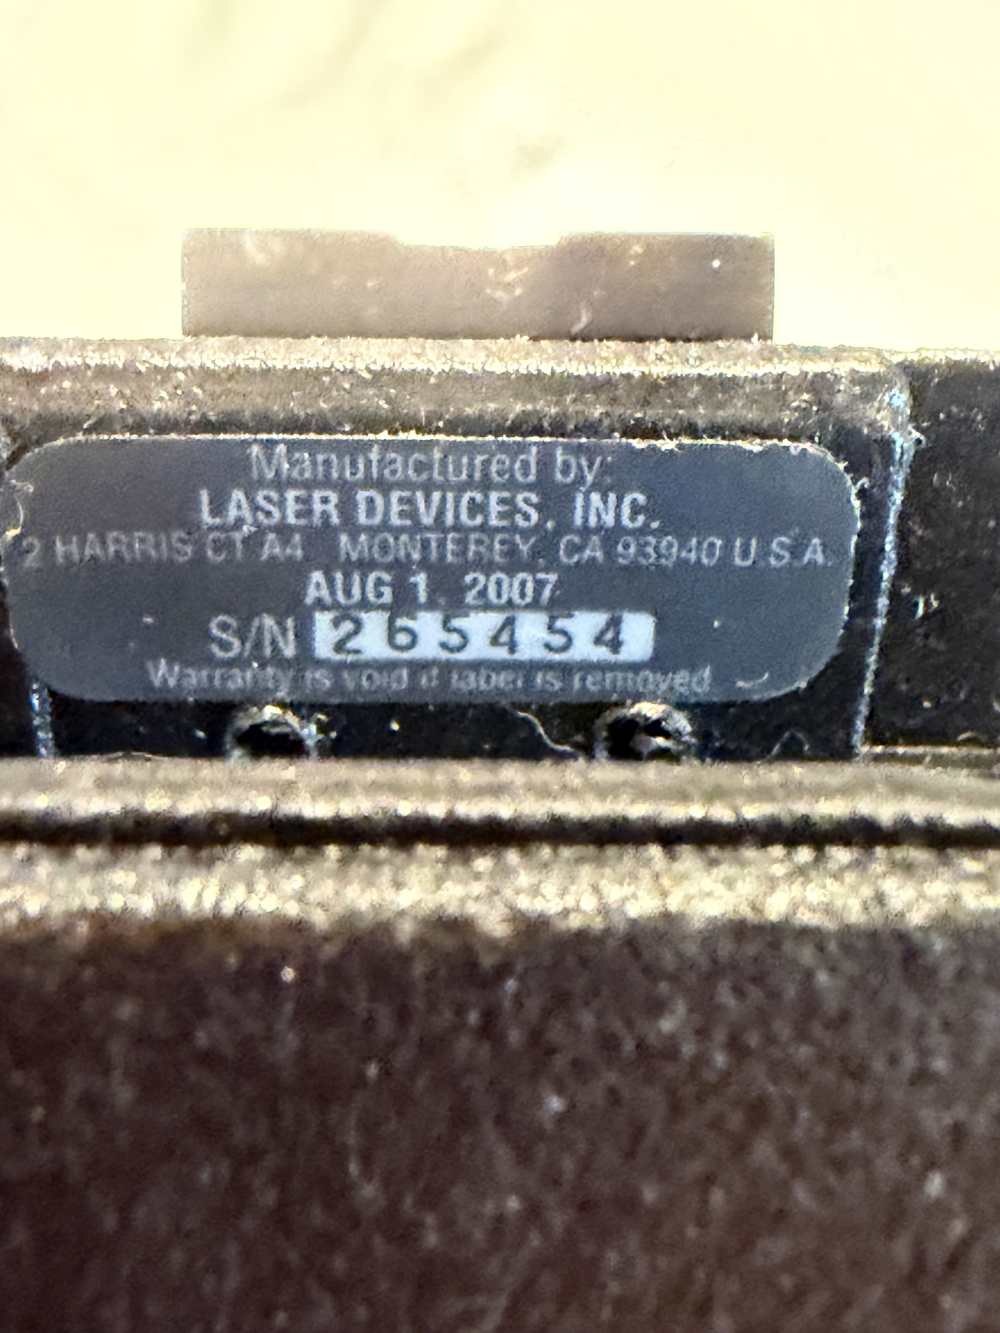 Manufactured by:
LASER DEVICES, INC.
2 HARRIS CT A4 MONTEREY, CA 93940 U.S.A.
AUG 1, 2007
S/N 265454
Warranty is void if label is removed